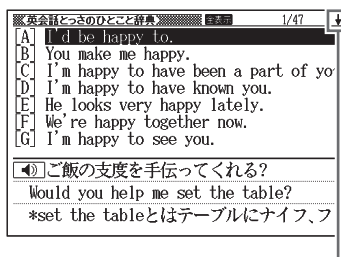 英会話とっさのひとこと辞典 全表示 1/47 ↓
[A] I'd be happy to.
[B] You make me happy.
[C] I'm happy to have been a part of yo
[D] I'm happy to have known you.
[E] He looks very happy lately.
[F] We're happy together now.
[G] I'm happy to see you.
ご飯の支度を手伝ってくれる?
Would you help me set the table?
*set the tableとはテーブルにナイフ、フ